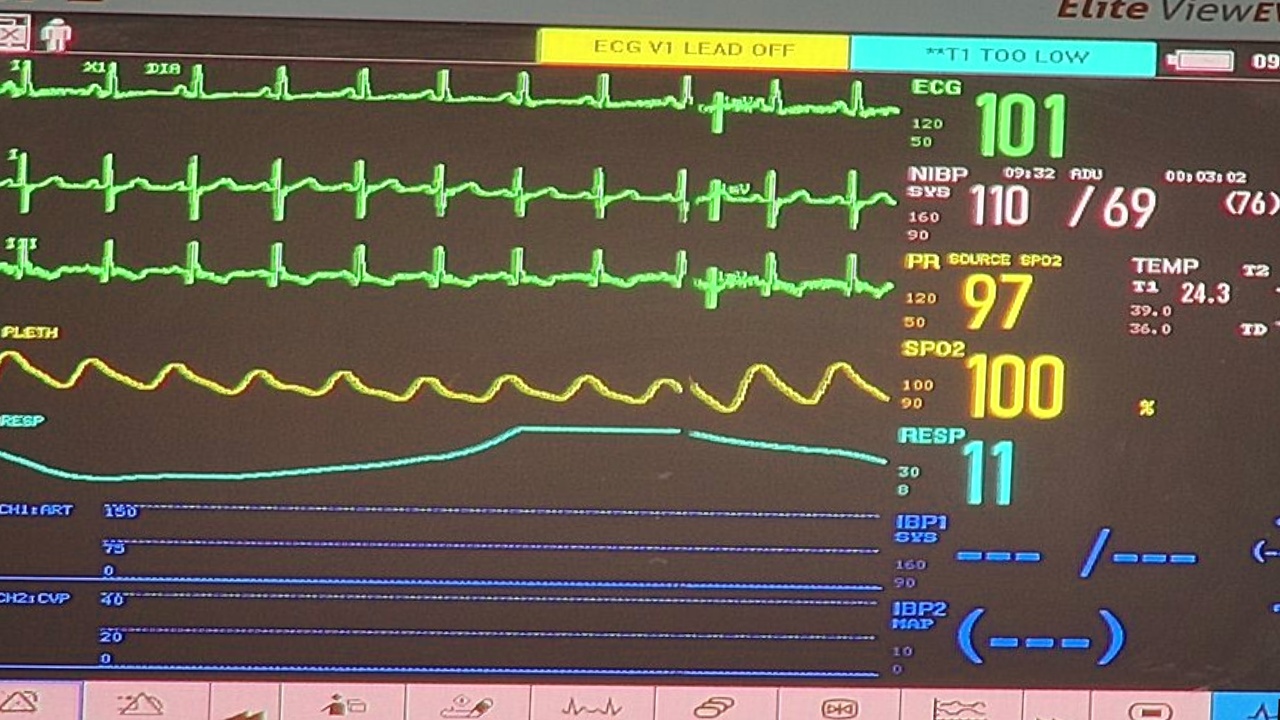 Elite ViewEV
ECG V1 LEAD OFF
**T1 TOO LOW
09
I X1 DIA
ECG
120
50
101
I
NIBP 09:32 ADU 00:03:02
SYS
160
90
110 /69 (76)
III
PR SOURCE SPO2
120
50
97
TEMP T2
T1 24.3
39.0
36.0 TD
PLETH
SPO2
100
90
100
%
RESP
RESP
30
8
11
CH1:ART
150
75
0
IBP1
SYS
160
90
--- /---
(-
CH2:CVP
40
20
0
IBP2
MAP
10
0
(---)